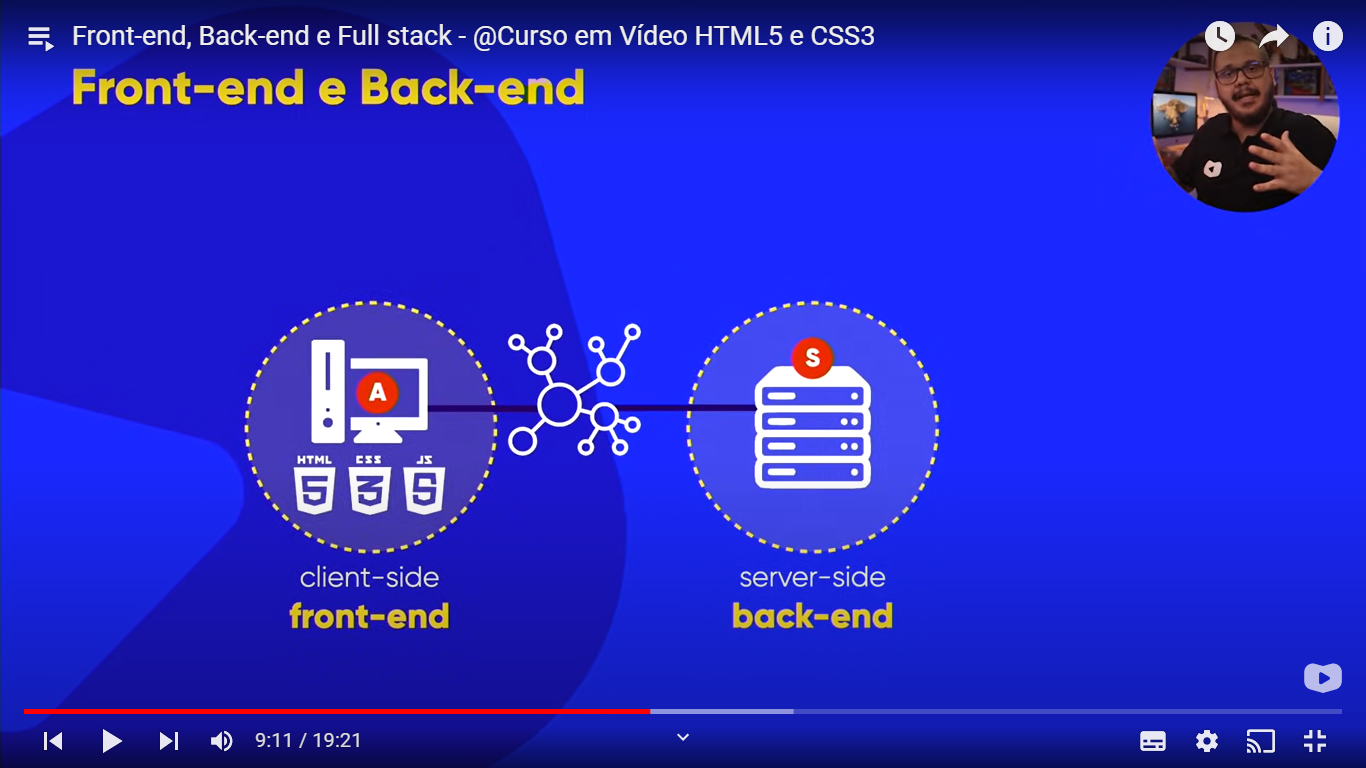 Front-end, Back-end e Full stack - @Curso em Vídeo HTML5 e CSS3
Front-end e Back-end
A
S
HTML CSS JS
5 3 S
client-side
front-end
server-side
back-end
9:11 / 19:21